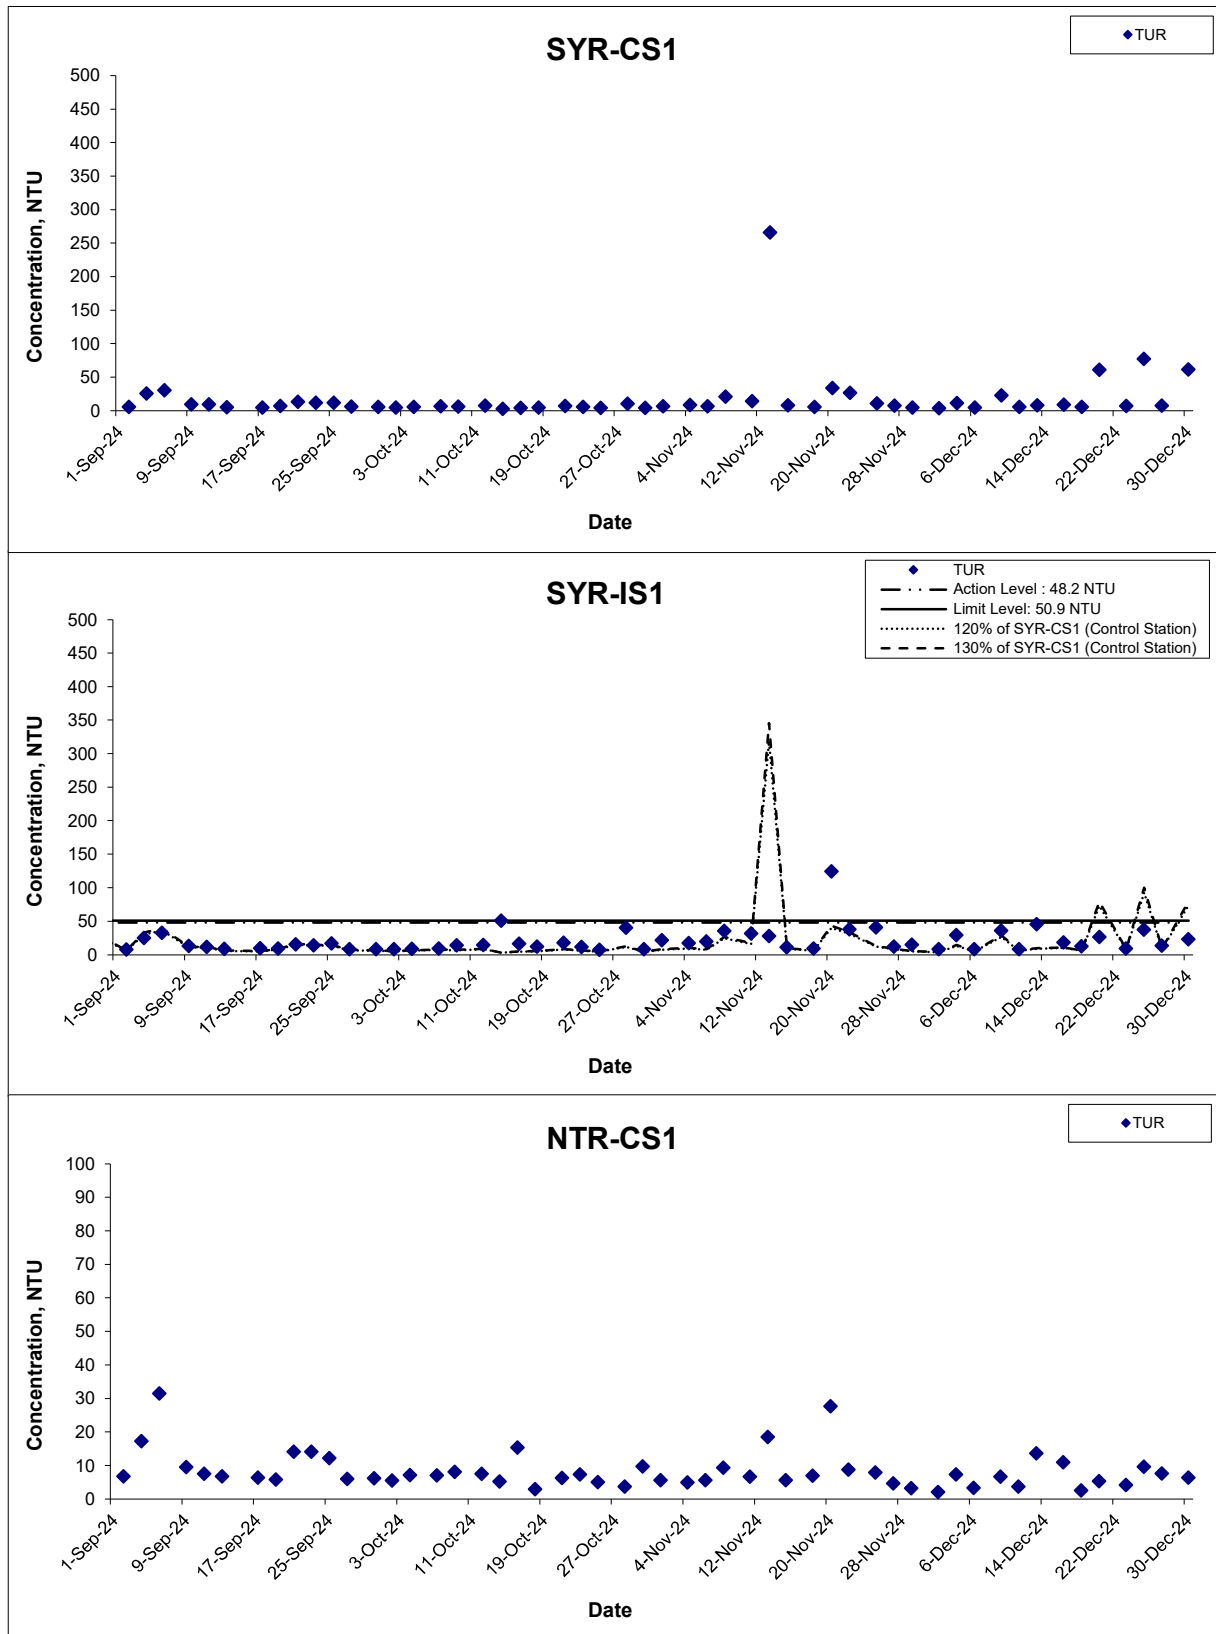 SYR-CS1
TUR
Concentration, NTU
500
450
400
350
300
250
200
150
100
50
0
1-Sep-24
9-Sep-24
17-Sep-24
25-Sep-24
3-Oct-24
11-Oct-24
19-Oct-24
27-Oct-24
4-Nov-24
12-Nov-24
20-Nov-24
28-Nov-24
6-Dec-24
14-Dec-24
22-Dec-24
30-Dec-24
Date
SYR-IS1
TUR
Action Level : 48.2 NTU
Limit Level: 50.9 NTU
120% of SYR-CS1 (Control Station)
130% of SYR-CS1 (Control Station)
Concentration, NTU
500
450
400
350
300
250
200
150
100
50
0
1-Sep-24
9-Sep-24
17-Sep-24
25-Sep-24
3-Oct-24
11-Oct-24
19-Oct-24
27-Oct-24
4-Nov-24
12-Nov-24
20-Nov-24
28-Nov-24
6-Dec-24
14-Dec-24
22-Dec-24
30-Dec-24
Date
NTR-CS1
TUR
Concentration, NTU
100
90
80
70
60
50
40
30
20
10
0
1-Sep-24
9-Sep-24
17-Sep-24
25-Sep-24
3-Oct-24
11-Oct-24
19-Oct-24
27-Oct-24
4-Nov-24
12-Nov-24
20-Nov-24
28-Nov-24
6-Dec-24
14-Dec-24
22-Dec-24
30-Dec-24
Date